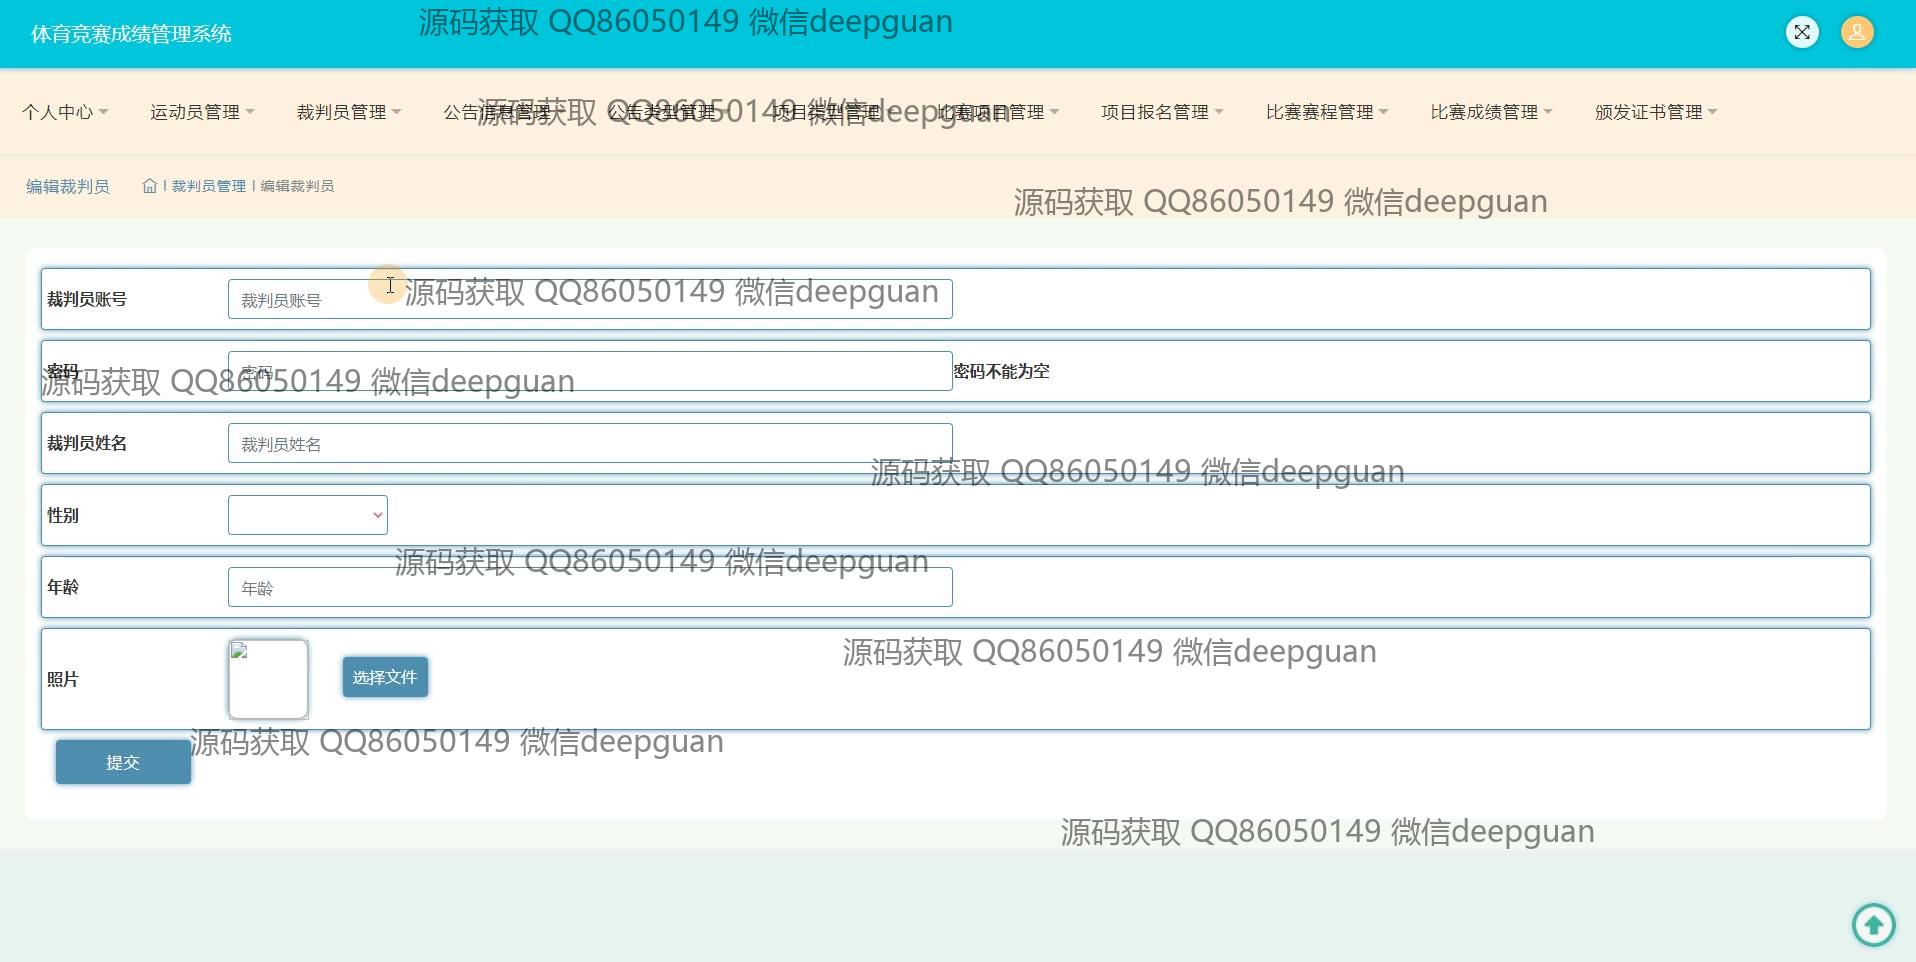 体育竞赛成绩管理系统
源码获取 QQ86050149 微信deepguan
个人中心 运动员管理 裁判员管理 公告信息管理 公告类型管理 项目类型管理 比赛项目管理 项目报名管理 比赛赛程管理 比赛成绩管理 颁发证书管理
源码获取 QQ86050149 微信deepguan
编辑裁判员 裁判员管理 编辑裁判员
源码获取 QQ86050149 微信deepguan
裁判员账号 裁判员账号
源码获取 QQ86050149 微信deepguan
密码 密码 密码不能为空
源码获取 QQ86050149 微信deepguan
裁判员姓名 裁判员姓名
源码获取 QQ86050149 微信deepguan
性别
源码获取 QQ86050149 微信deepguan
年龄 年龄
源码获取 QQ86050149 微信deepguan
照片 选择文件
源码获取 QQ86050149 微信deepguan
提交
源码获取 QQ86050149 微信deepguan